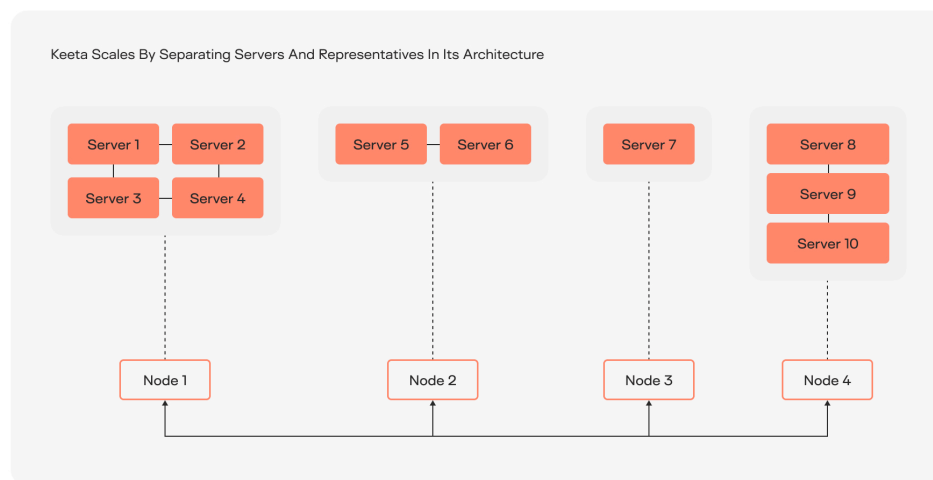 Keeta Scales By Separating Servers And Representatives In Its Architecture
Server 1
Server 2
Server 3
Server 4
Server 5
Server 6
Server 7
Server 8
Server 9
Server 10
Node 1
Node 2
Node 3
Node 4